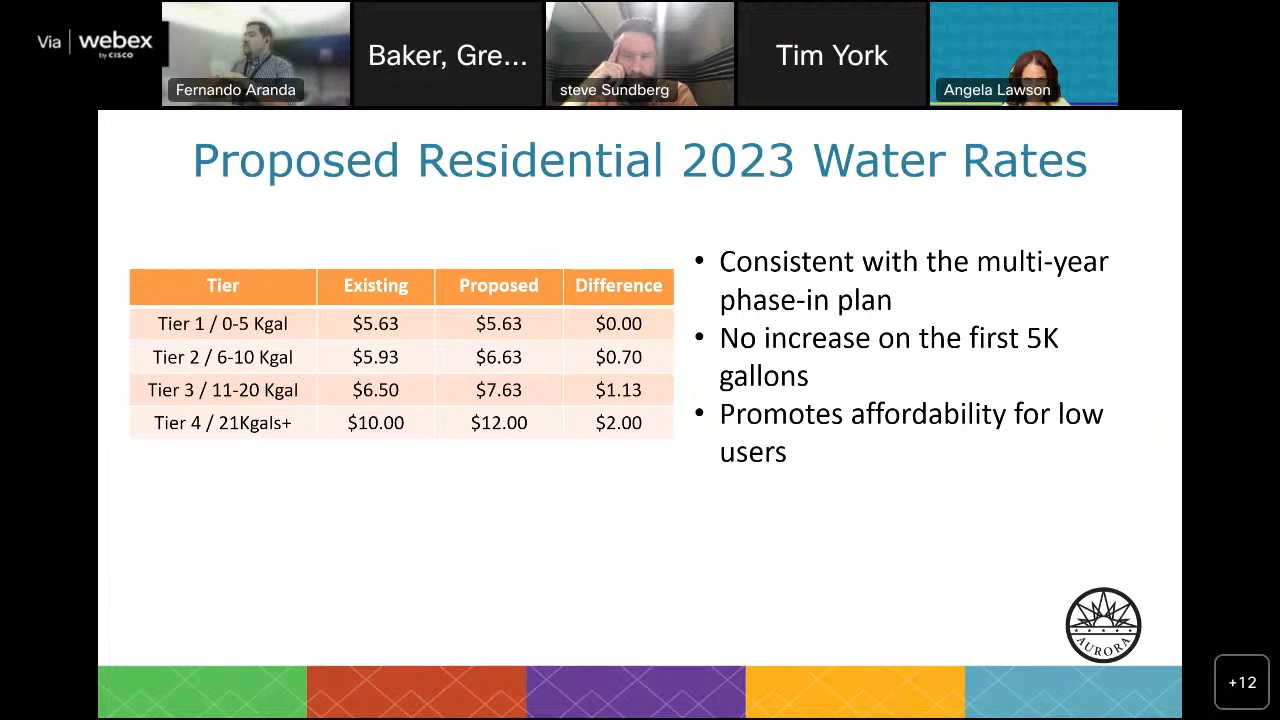 Via webex
by CISCO
Fernando Aranda
Baker, Gre...
steve Sundberg
Tim York
Angela Lawson
Proposed Residential 2023 Water Rates
Tier Existing Proposed Difference
Tier 1 / 0-5 Kgal $5.63 $5.63 $0.00
Tier 2 / 6-10 Kgal $5.93 $6.63 $0.70
Tier 3 / 11-20 Kgal $6.50 $7.63 $1.13
Tier 4 / 21Kgals+ $10.00 $12.00 $2.00
• Consistent with the multi-year
phase-in plan
• No increase on the first 5K
gallons
• Promotes affordability for low
users
AURORA
+12